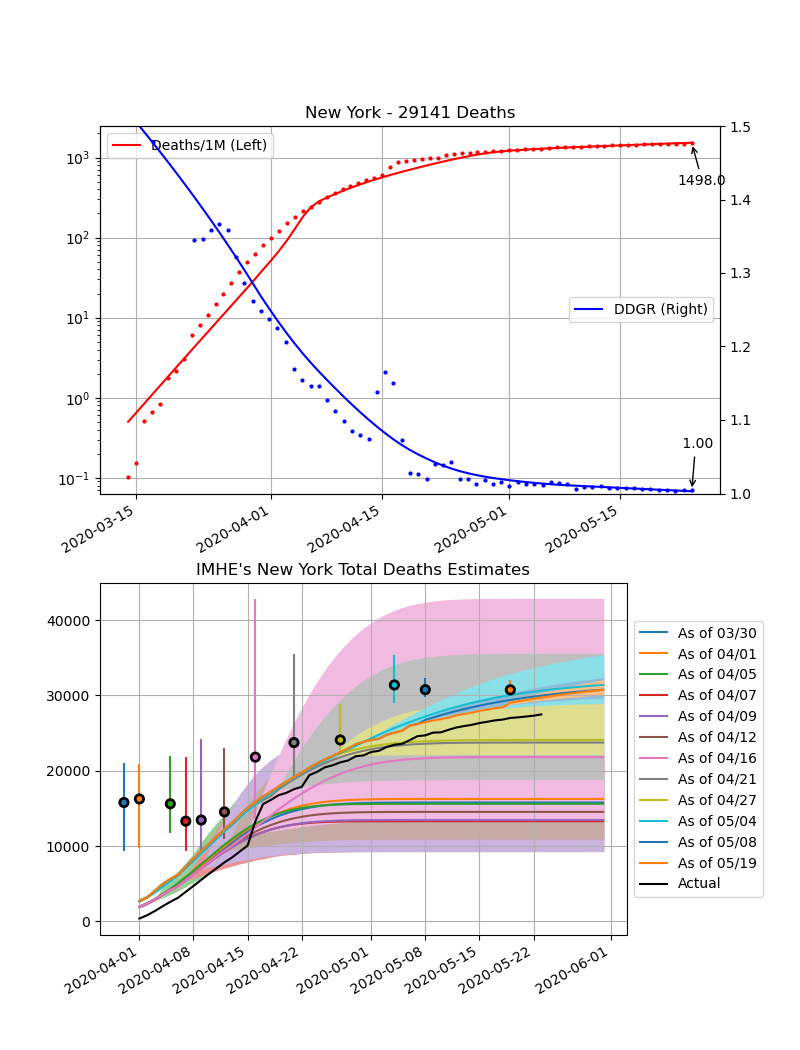 New York - 29141 Deaths
Deaths/1M (Left)
DDGR (Right)
1498.0
1.00
10³
10²
10¹
10⁰
10⁻¹
1.5
1.4
1.3
1.2
1.1
1.0
2020-03-15
2020-04-01
2020-04-15
2020-05-01
2020-05-15
IMHE's New York Total Deaths Estimates
40000
30000
20000
10000
0
2020-04-01
2020-04-08
2020-04-15
2020-04-22
2020-05-01
2020-05-08
2020-05-15
2020-05-22
2020-06-01
As of 03/30
As of 04/01
As of 04/05
As of 04/07
As of 04/09
As of 04/12
As of 04/16
As of 04/21
As of 04/27
As of 05/04
As of 05/08
As of 05/19
Actual